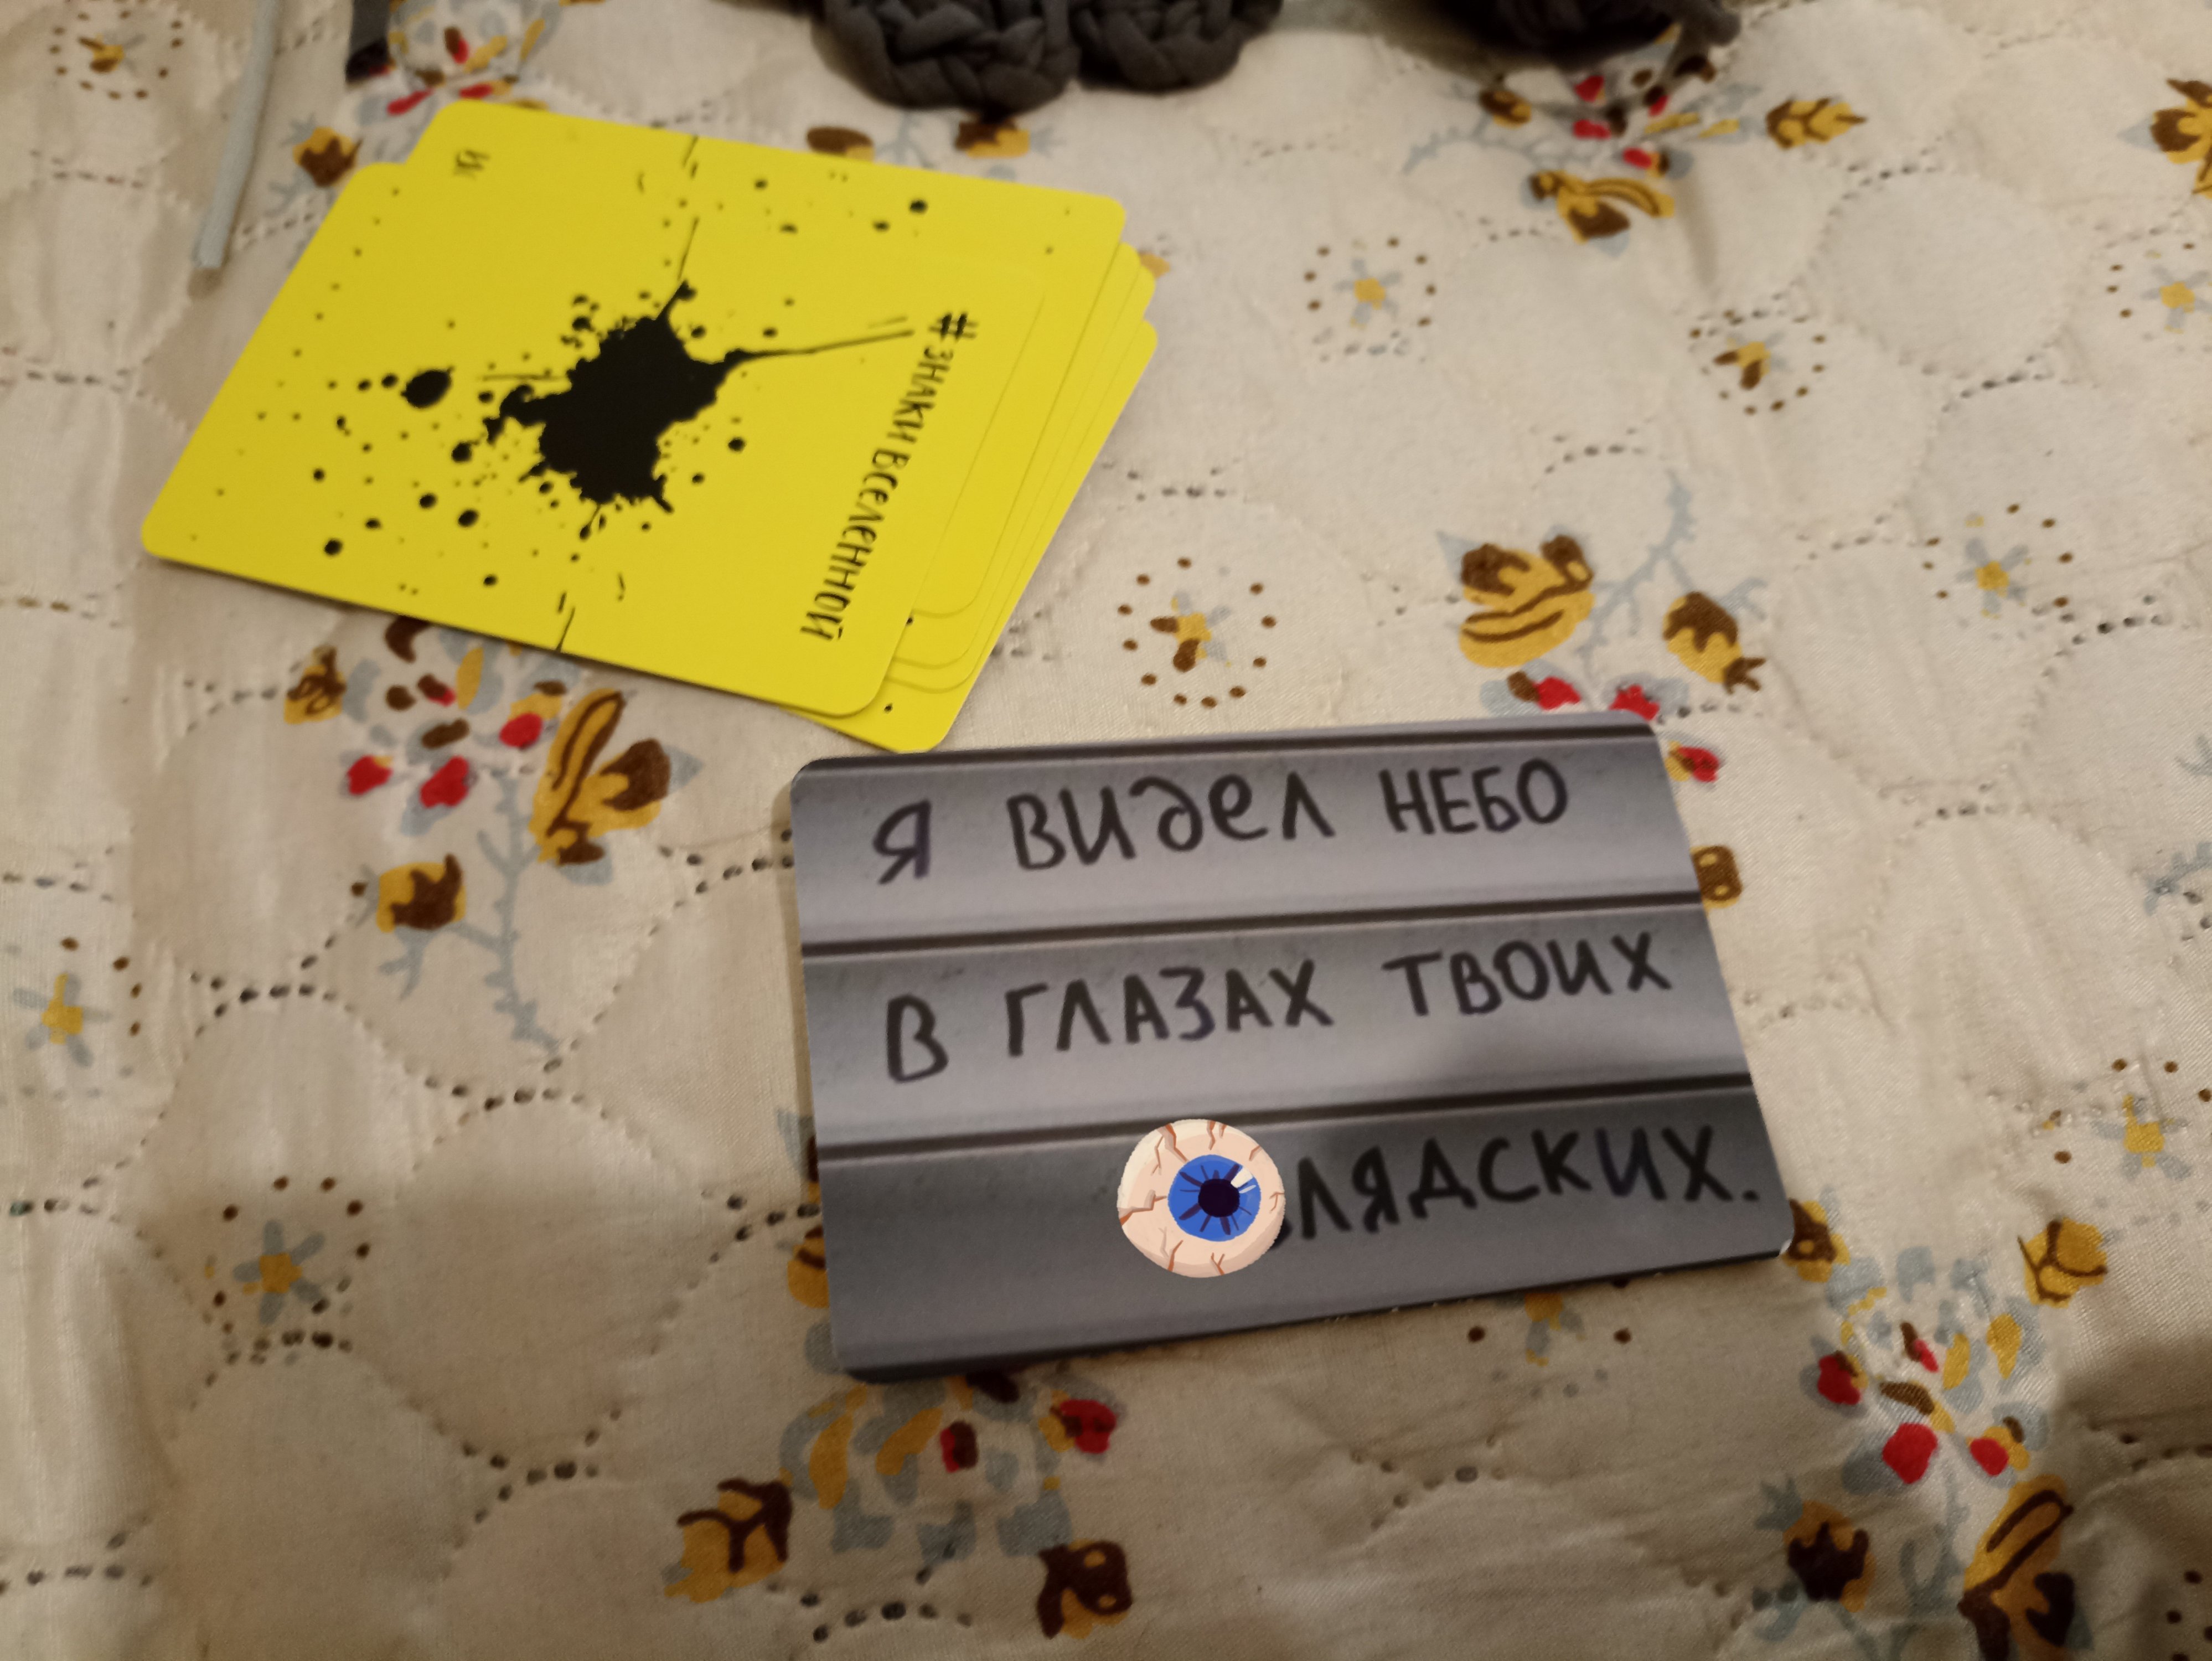 #знаки вселенной
Я ВИДЕЛ НЕБО
В ГЛАЗАХ ТВОИХ
ЛЯДСКИХ.